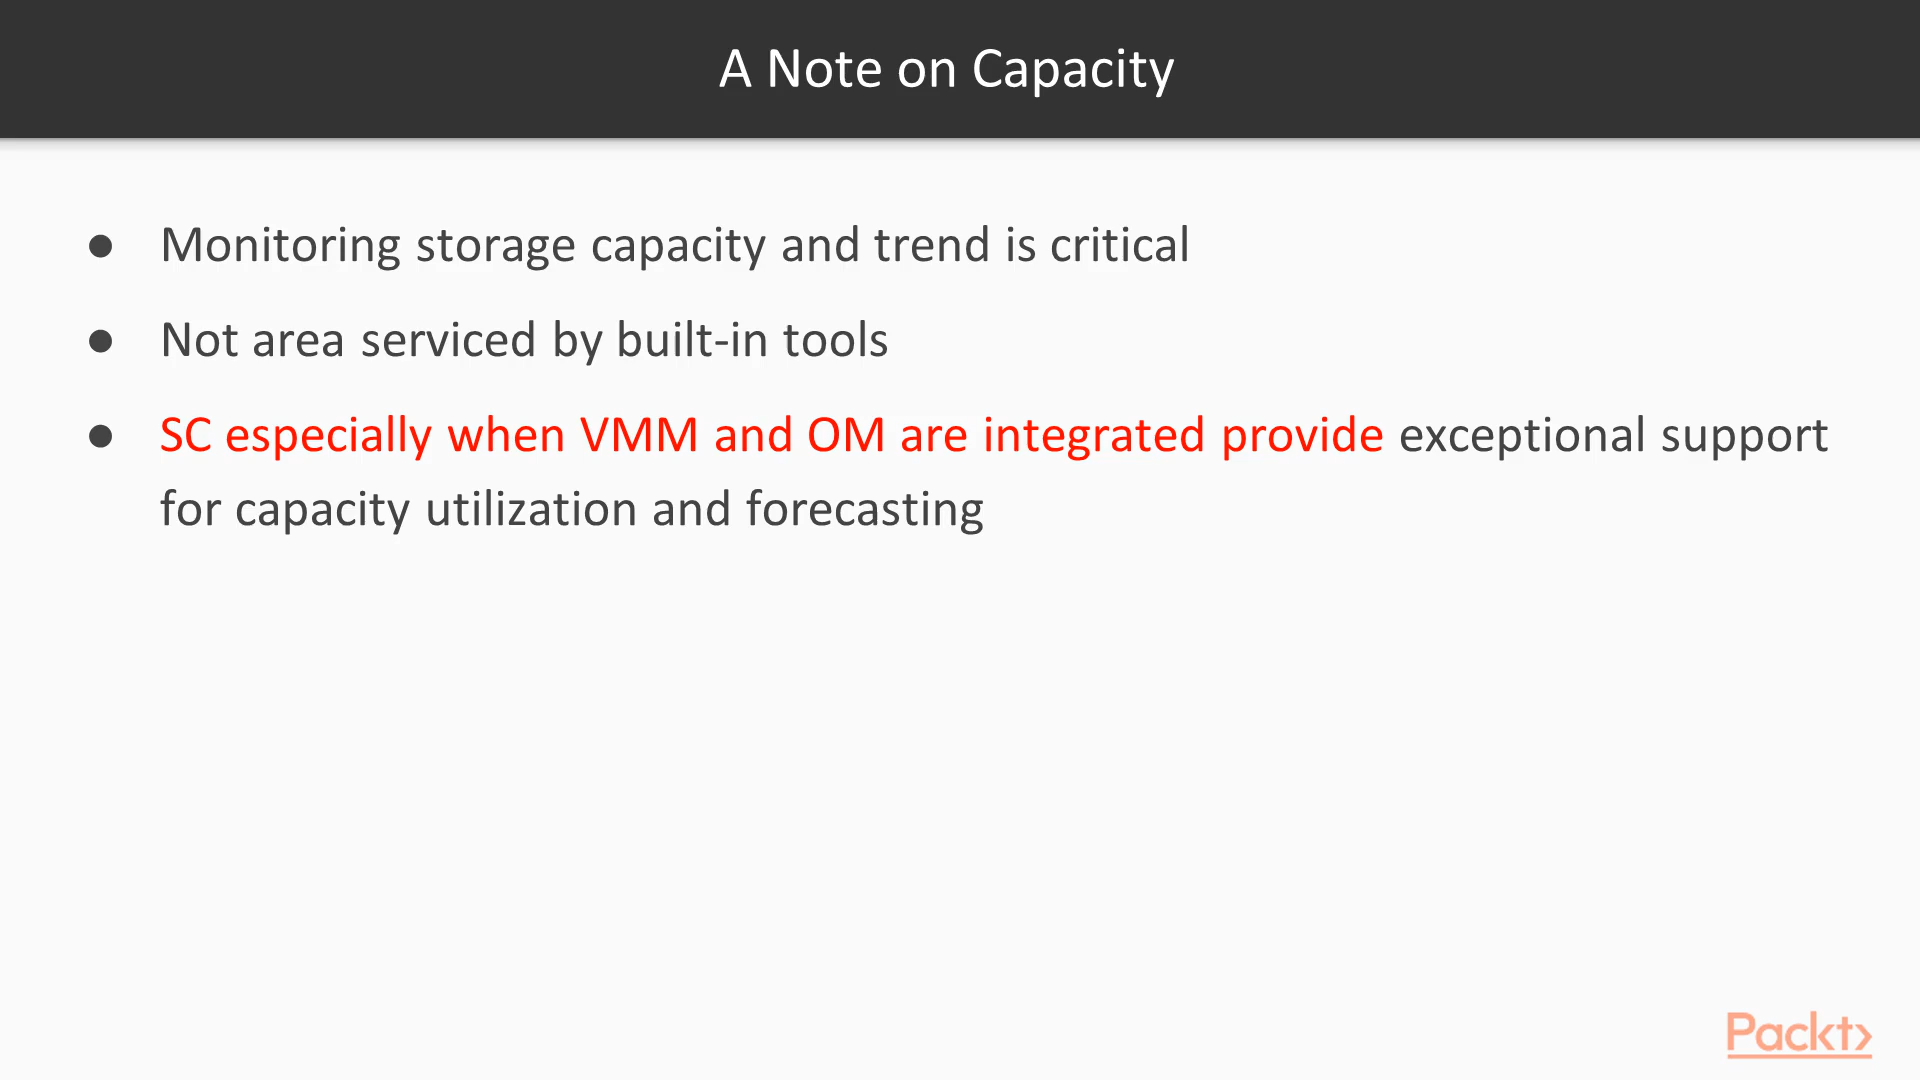 A Note on Capacity
● Monitoring storage capacity and trend is critical
● Not area serviced by built-in tools
● SC especially when VMM and OM are integrated provide exceptional support
for capacity utilization and forecasting
Packt>